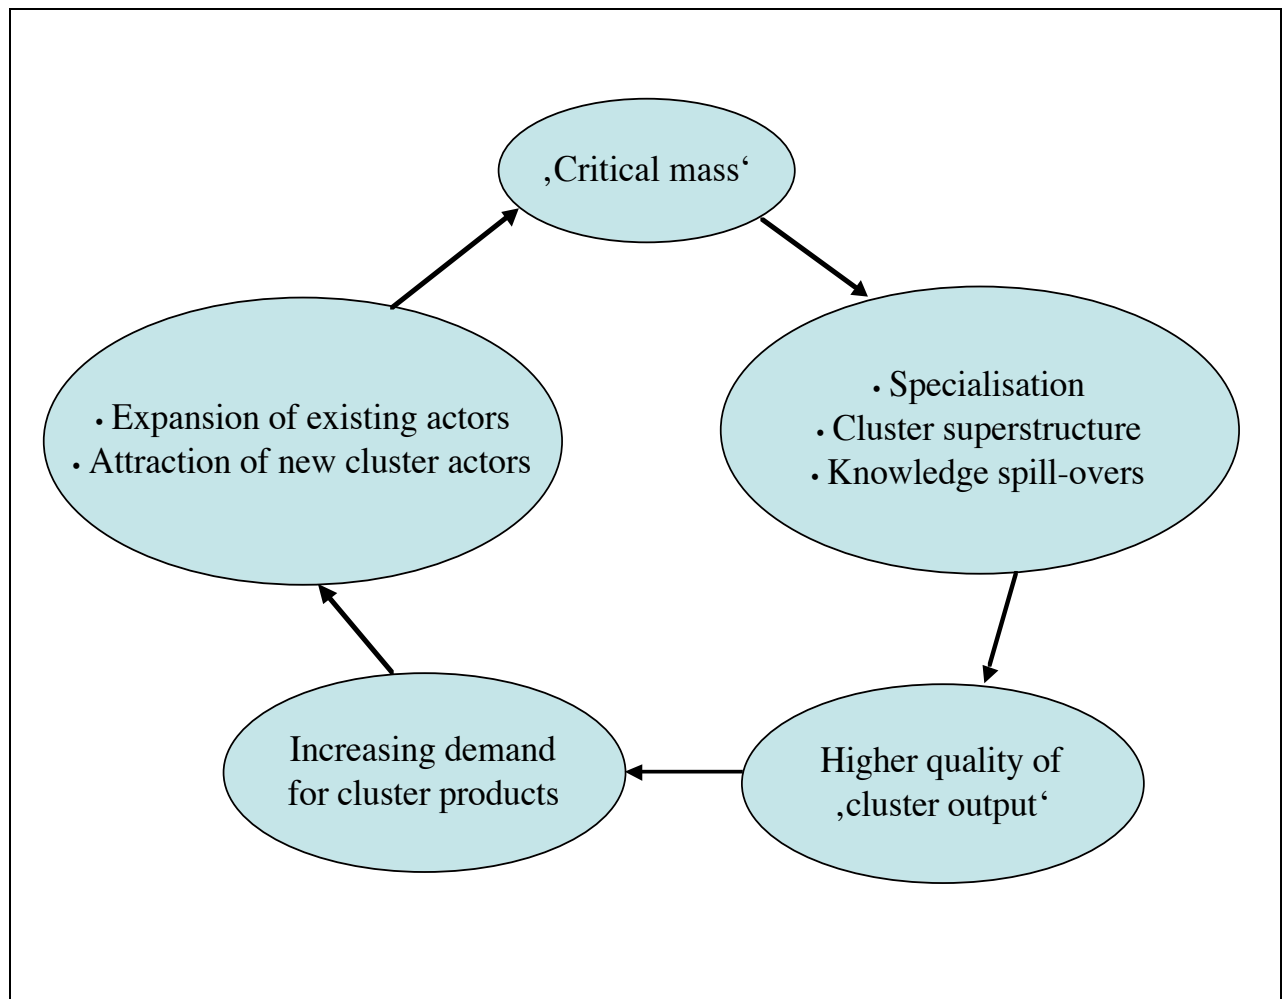 ‚Critical mass‘
• Specialisation
• Cluster superstructure
• Knowledge spill-overs
Higher quality of
‚cluster output‘
Increasing demand
for cluster products
• Expansion of existing actors
• Attraction of new cluster actors